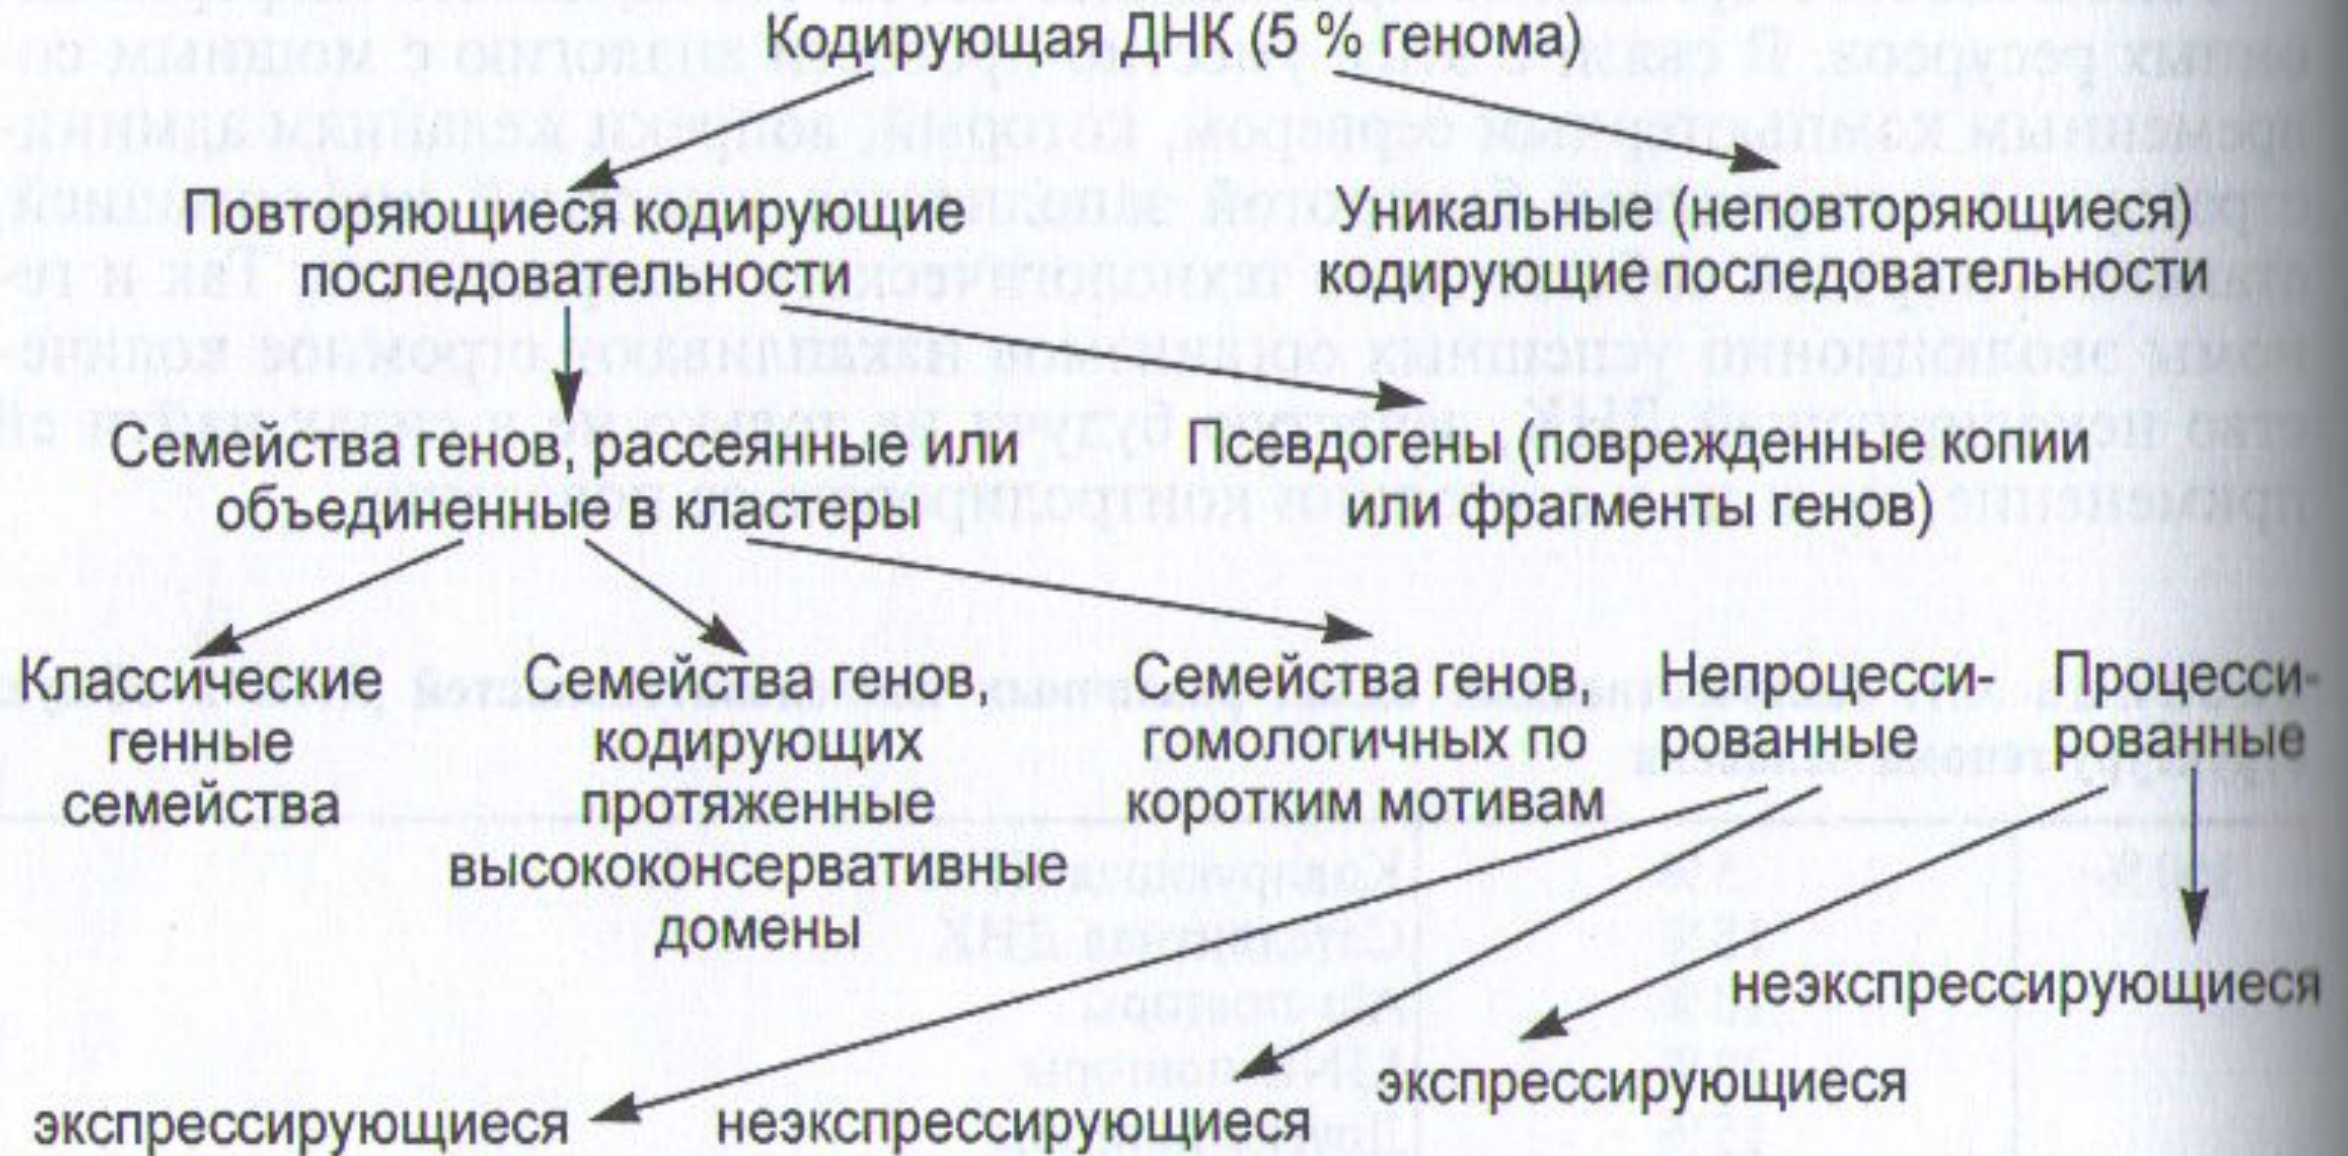 Кодирующая ДНК (5 % генома)
Повторяющиеся кодирующие
последовательности
Уникальные (неповторяющиеся)
кодирующие последовательности
Семейства генов, рассеянные или
объединенные в кластеры
Псевдогены (поврежденные копии
или фрагменты генов)
Классические
генные
семейства
Семейства генов,
кодирующих
протяженные
высококонсервативные
домены
Семейства генов,
гомологичных по
коротким мотивам
Непроцесси-
рованные
Процесси-
рованные
неэкспрессирующиеся
экспрессирующиеся
экспрессирующиеся
неэкспрессирующиеся